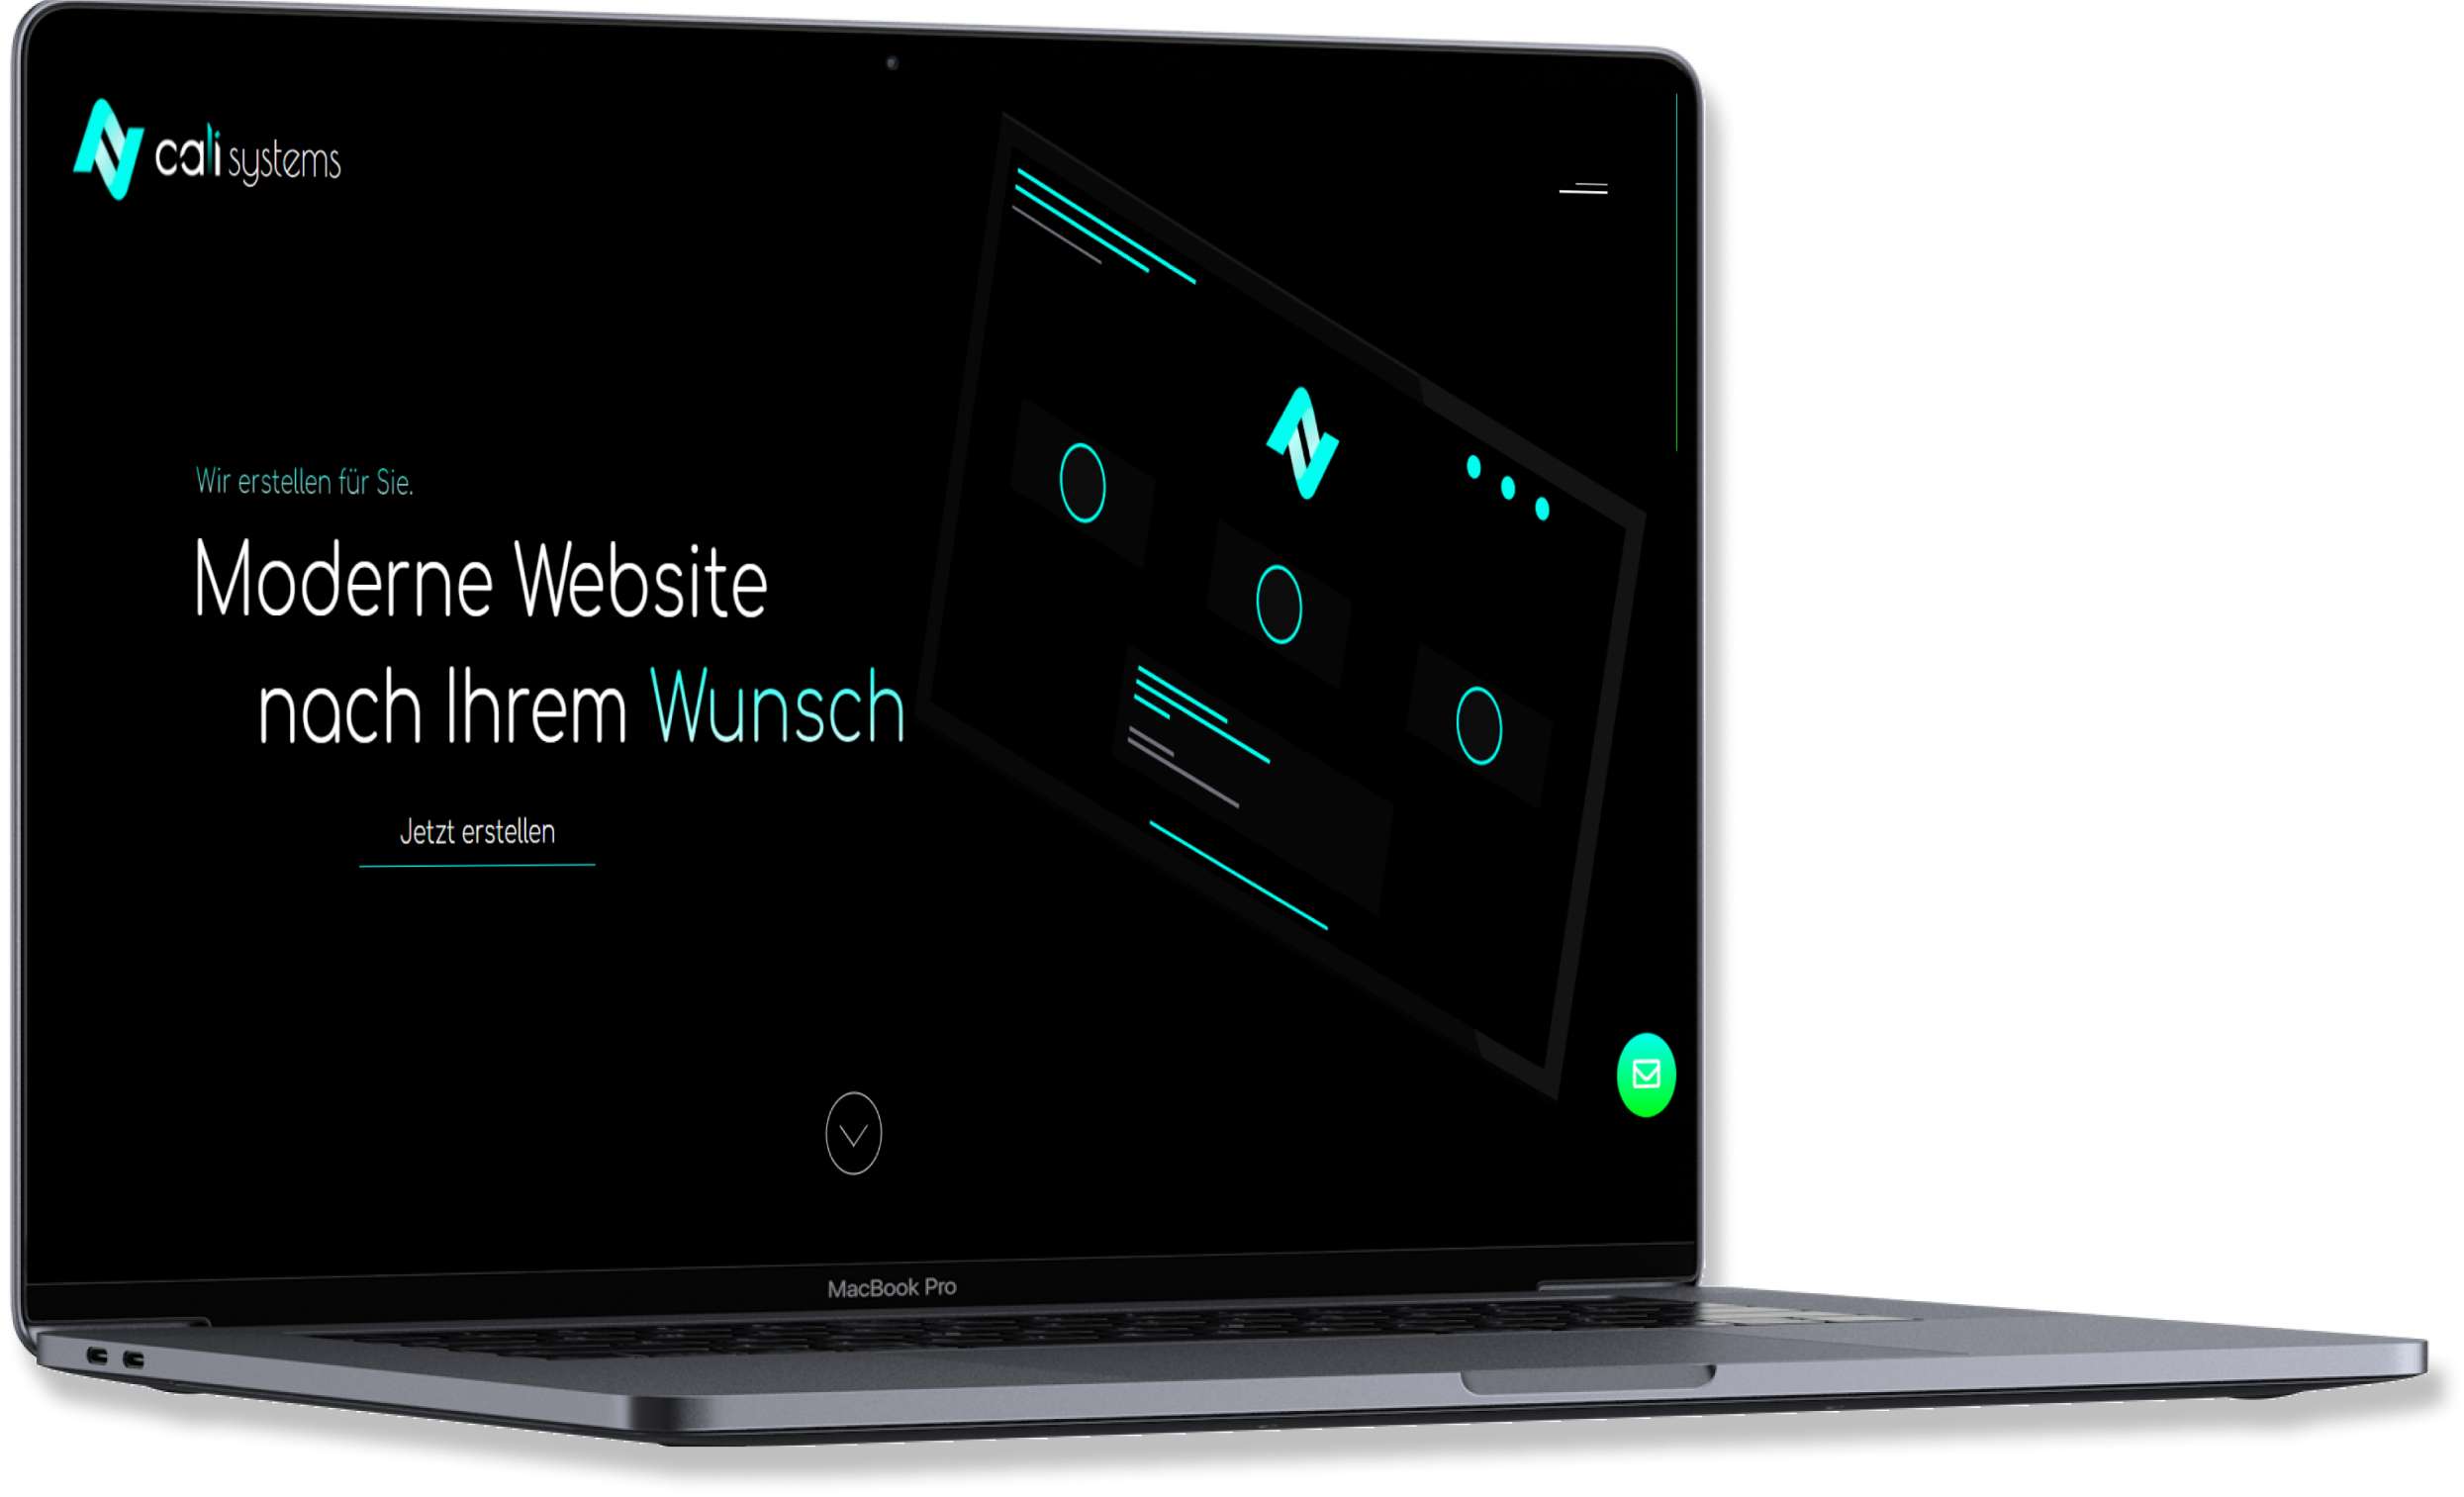 cali systems
Wir erstellen für Sie.
Moderne Website
nach Ihrem Wunsch
Jetzt erstellen
MacBook Pro